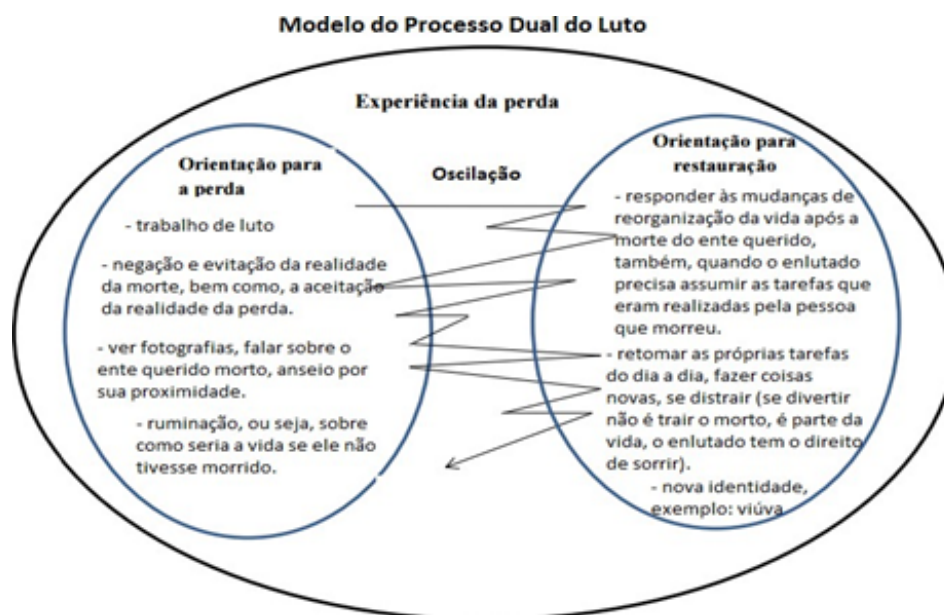 Modelo do Processo Dual do Luto
Experiência da perda
Orientação para
a perda
- trabalho de luto
- negação e evitação da realidade
da morte, bem como, a aceitação
da realidade da perda.
- ver fotografias, falar sobre o
ente querido morto, anseio por
sua proximidade.
- ruminação, ou seja, sobre
como seria a vida se ele não
tivesse morrido.
Oscilação
Orientação para
restauração
- responder às mudanças de
reorganização da vida após a
morte do ente querido,
também, quando o enlutado
precisa assumir as tarefas que
eram realizadas pela pessoa
que morreu.
- retomar as próprias tarefas
do dia a dia, fazer coisas
novas, se distrair (se divertir
não é trair o morto, é parte da
vida, o enlutado tem o direito
de sorrir).
- nova identidade,
exemplo: viúva